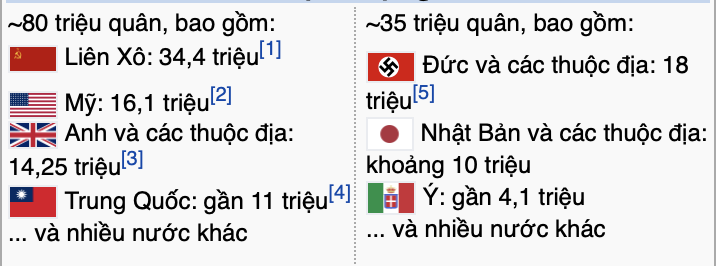 ~80 triệu quân, bao gồm:
Liên Xô: 34,4 triệu[1]
Mỹ: 16,1 triệu[2]
Anh và các thuộc địa:
14,25 triệu[3]
Trung Quốc: gần 11 triệu[4]
... và nhiều nước khác
~35 triệu quân, bao gồm:
Đức và các thuộc địa: 18
triệu[5]
Nhật Bản và các thuộc địa:
khoảng 10 triệu
Ý: gần 4,1 triệu
... và nhiều nước khác